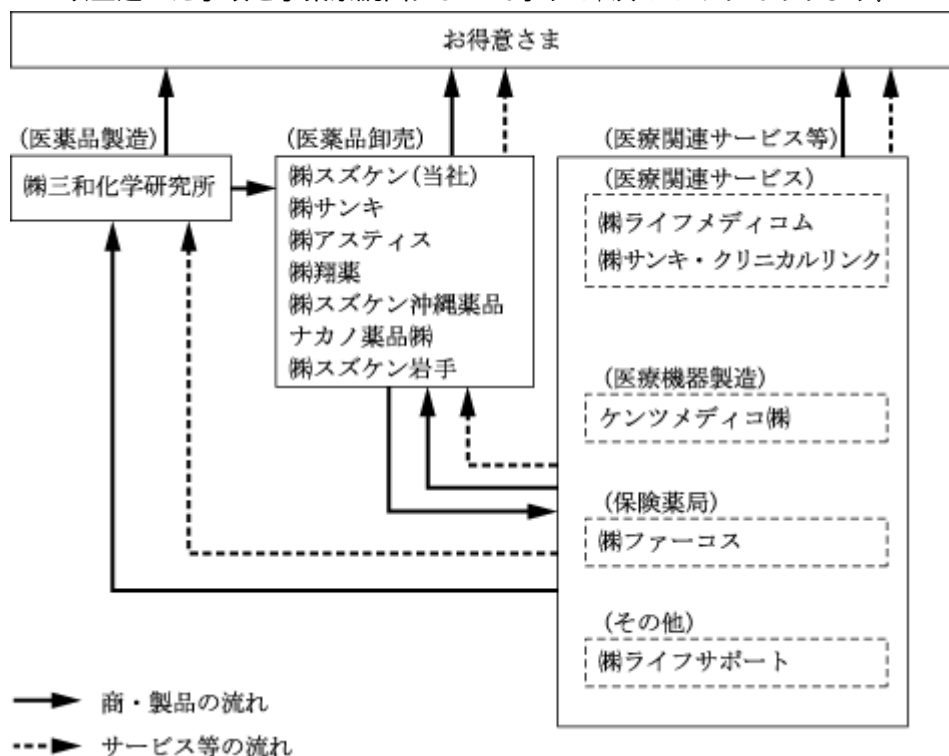 お得意さま
(医薬品製造)
㈱三和化学研究所
(医薬品卸売)
㈱スズケン(当社)
㈱サンキ
㈱アスティス
㈱翔薬
㈱スズケン沖縄薬品
ナカノ薬品㈱
㈱スズケン岩手
(医療関連サービス等)
(医療関連サービス)
㈱ライフメディコム
㈱サンキ・クリニカルリンク
(医療機器製造)
ケンツメディコ㈱
(保険薬局)
㈱ファーコス
(その他)
㈱ライフサポート
商・製品の流れ
サービス等の流れ